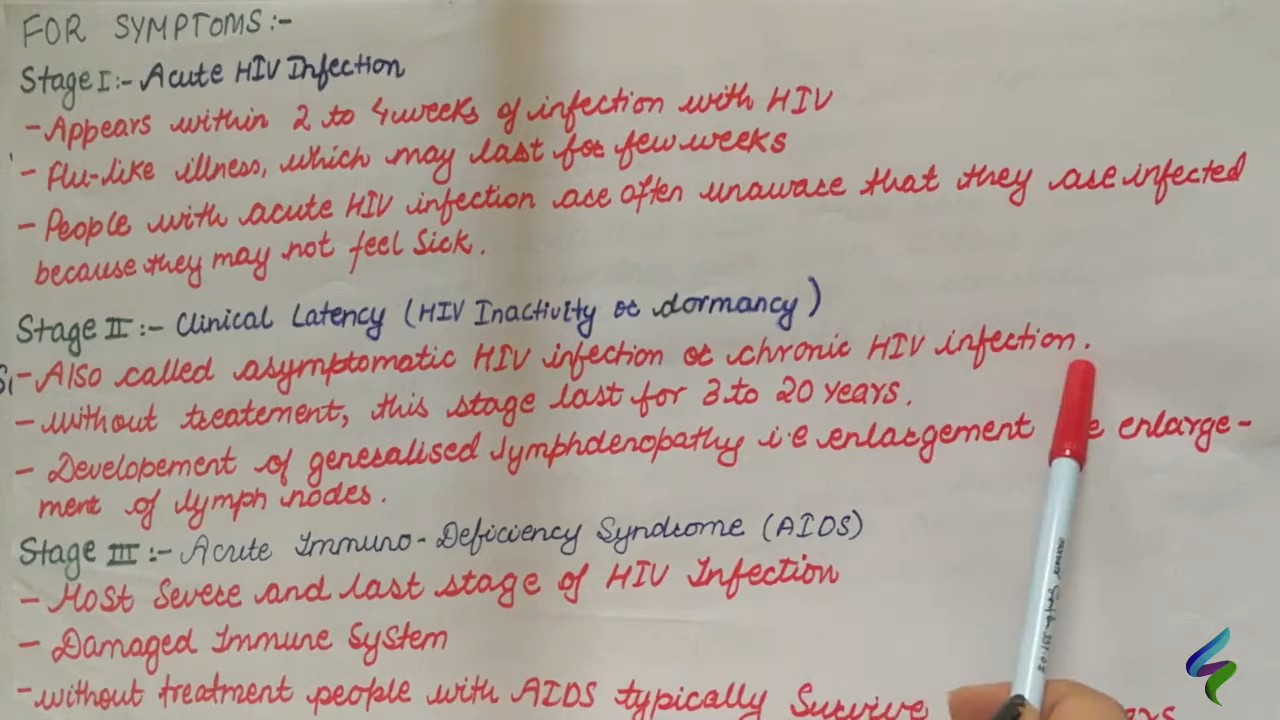 FOR SYMPTOMS:-
Stage I:- Acute HIV Infection
- Appears within 2 to 4 weeks of infection with HIV
- Flu-like illness, which may last for few weeks
- People with acute HIV infection are often unaware that they are infected
because they may not feel sick.
Stage II:- Clinical Latency (HIV Inactivity or dormancy)
- Also called asymptomatic HIV infection or chronic HIV infection.
- without treatement, this stage last for 3 to 20 years.
- Developement of generalised lymphdenopathy i.e enlargement enlarge-
ment of lymph nodes.
Stage III:- Acute Immuno-Deficiency Syndrome (AIDS)
- Most Severe and last stage of HIV Infection
- Damaged Immune System
- without treatment people with AIDS typically Survive